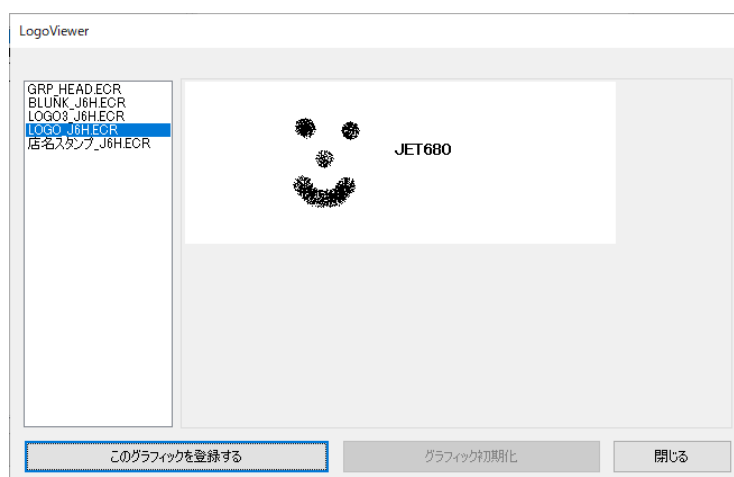 LogoViewer
GRP_HEAD.ECR
BLUNK_J6H.ECR
LOGO3_J6H.ECR
LOGO_J6H.ECR
店名スタンプ_J6H.ECR
JET680
このグラフィックを登録する
グラフィック初期化
閉じる